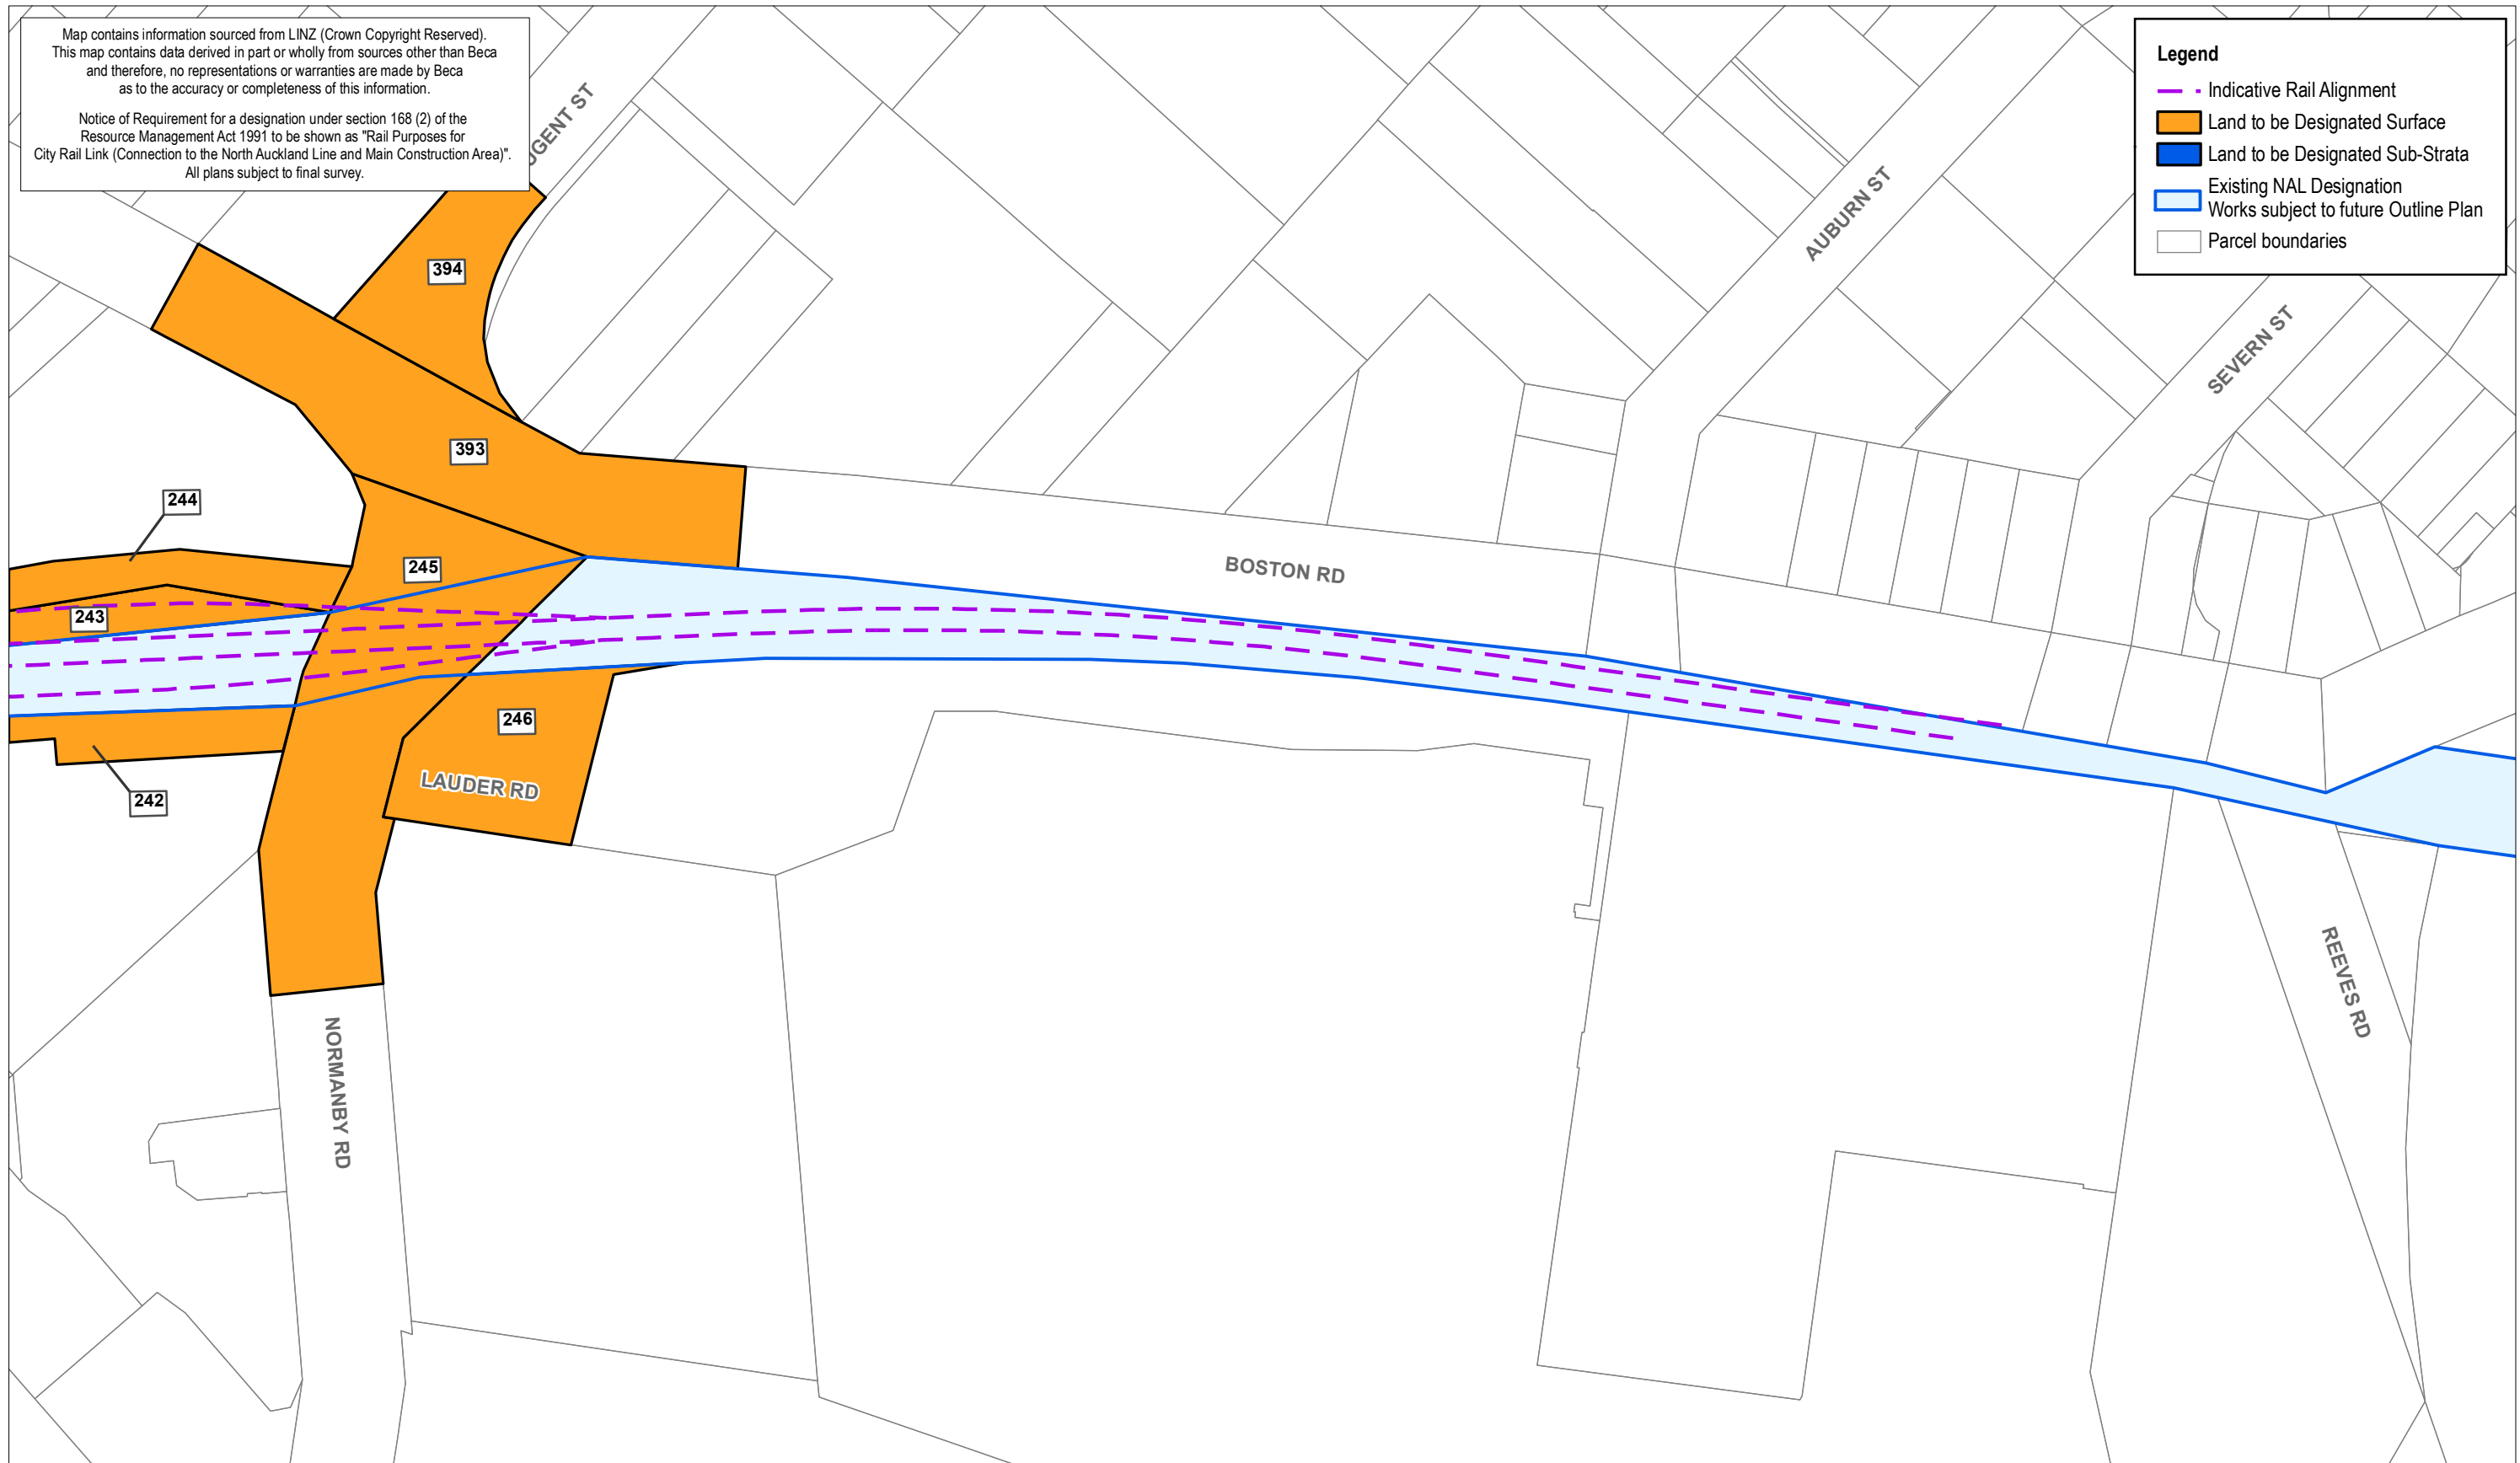 Map contains information sourced from LINZ (Crown Copyright Reserved).
This map contains data derived in part or wholly from sources other than Beca
and therefore, no representations or warranties are made by Beca
as to the accuracy or completeness of this information.
Notice of Requirement for a designation under section 168 (2) of the
Resource Management Act 1991 to be shown as "Rail Purposes for
City Rail Link (Connection to the North Auckland Line and Main Construction Area)".
All plans subject to final survey.
Legend
Indicative Rail Alignment
Land to be Designated Surface
Land to be Designated Sub-Strata
Existing NAL Designation
Works subject to future Outline Plan
Parcel boundaries
UGENT ST
AUBURN ST
SEVERN ST
394
393
244
245
BOSTON RD
243
246
LAUDER RD
242
REEVES RD
NORMANBY RD